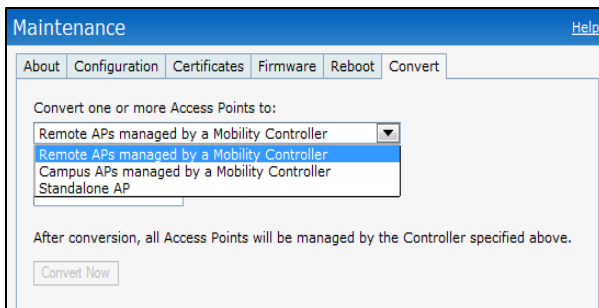 Maintenance Help
About Configuration Certificates Firmware Reboot Convert
Convert one or more Access Points to:
Remote APs managed by a Mobility Controller
Remote APs managed by a Mobility Controller
Campus APs managed by a Mobility Controller
Standalone AP
After conversion, all Access Points will be managed by the Controller specified above.
Convert Now